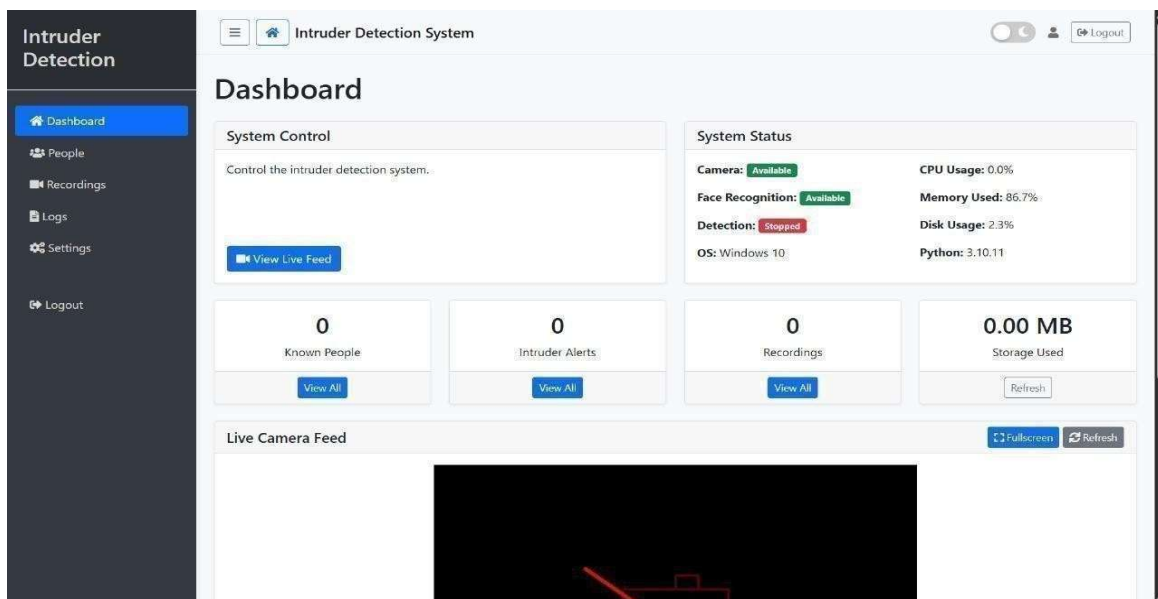 Intruder
Detection
Dashboard
People
Recordings
Logs
Settings
Logout
Intruder Detection System
Logout
Dashboard
System Control
Control the intruder detection system.
View Live Feed
System Status
Camera: Available
Face Recognition: Available
Detection: Stopped
OS: Windows 10
CPU Usage: 0.0%
Memory Used: 86.7%
Disk Usage: 2.3%
Python: 3.10.11
0
Known People
View All
0
Intruder Alerts
View All
0
Recordings
View All
0.00 MB
Storage Used
Refresh
Live Camera Feed
Fullscreen
Refresh